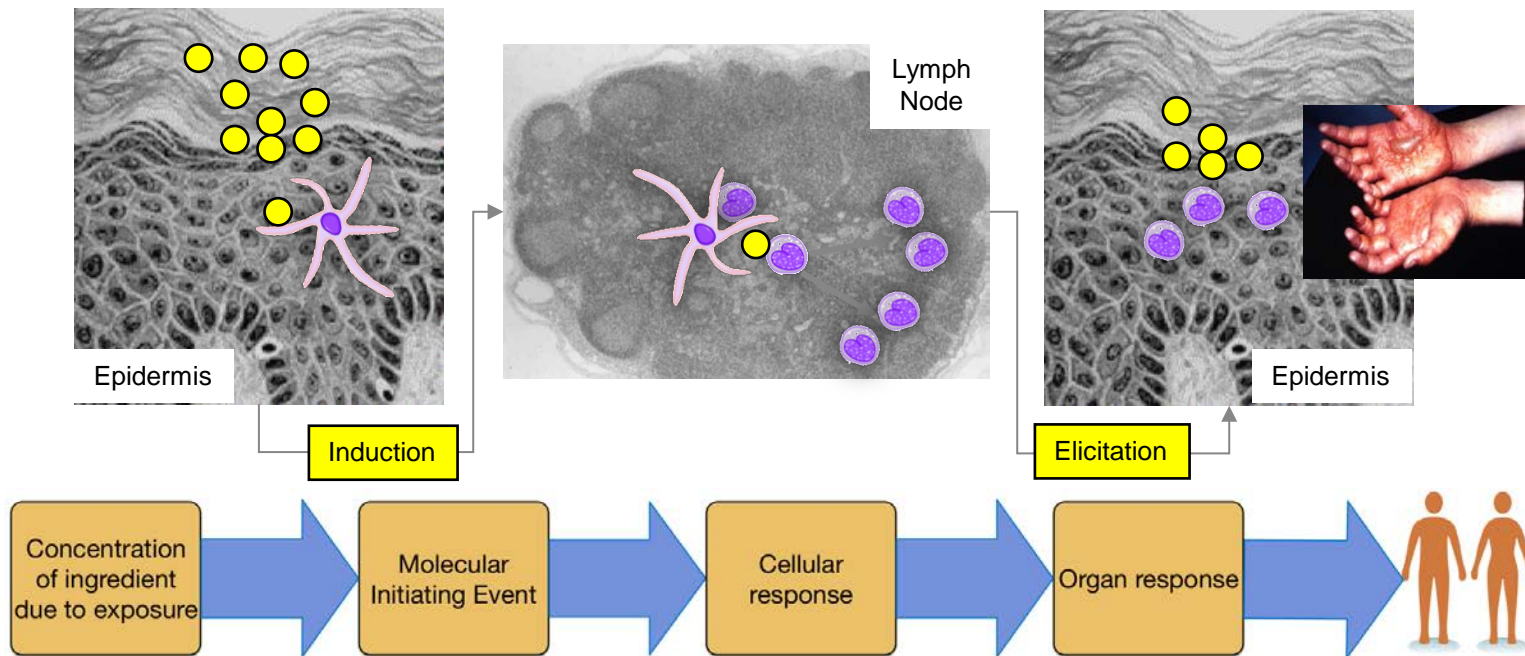 Lymph
Node
Epidermis
Epidermis
Induction
Elicitation
Concentration
of ingredient
due to exposure
Molecular
Initiating Event
Cellular
response
Organ response